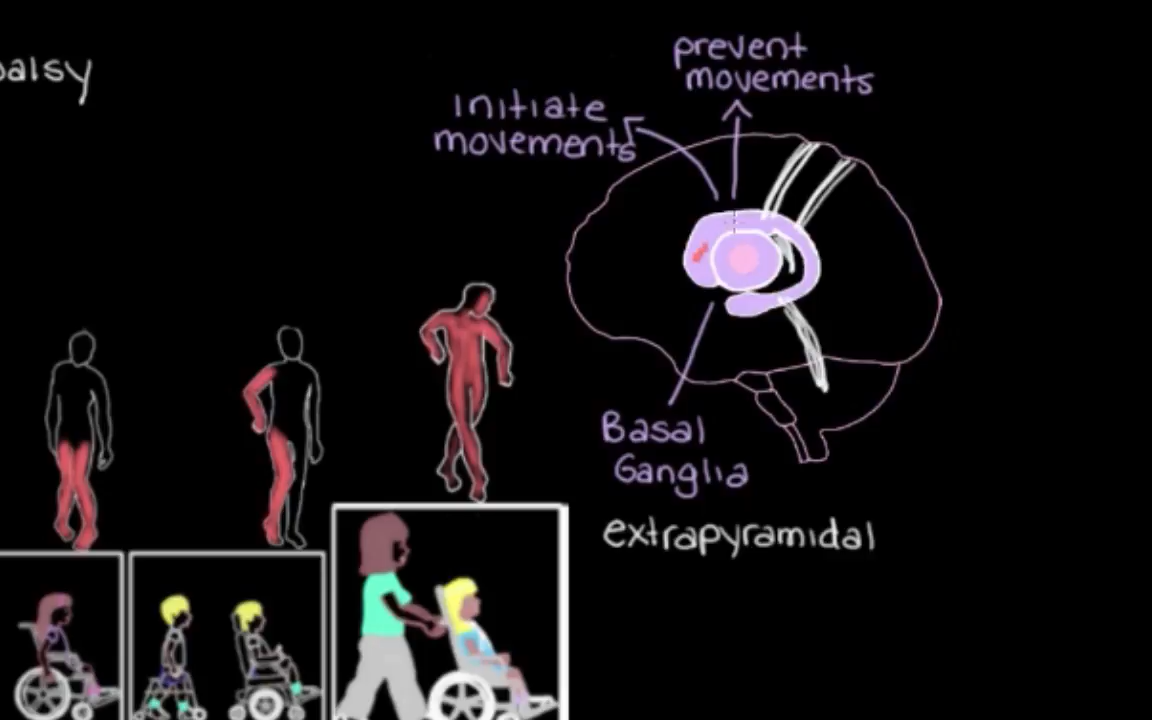 palsy
prevent
movements
initiate
movements
Basal
Ganglia
extrapyramidal